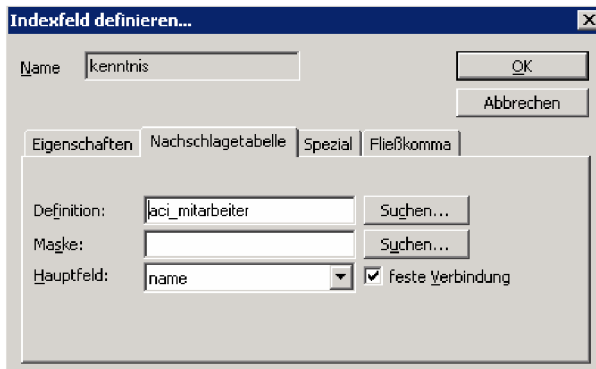 Indexfeld definieren...
Name kenntnis OK
Abbrechen
Eigenschaften Nachschlagetabelle Spezial Fließkomma
Definition: aci_mitarbeiter Suchen...
Maske: Suchen...
Hauptfeld: name feste Verbindung